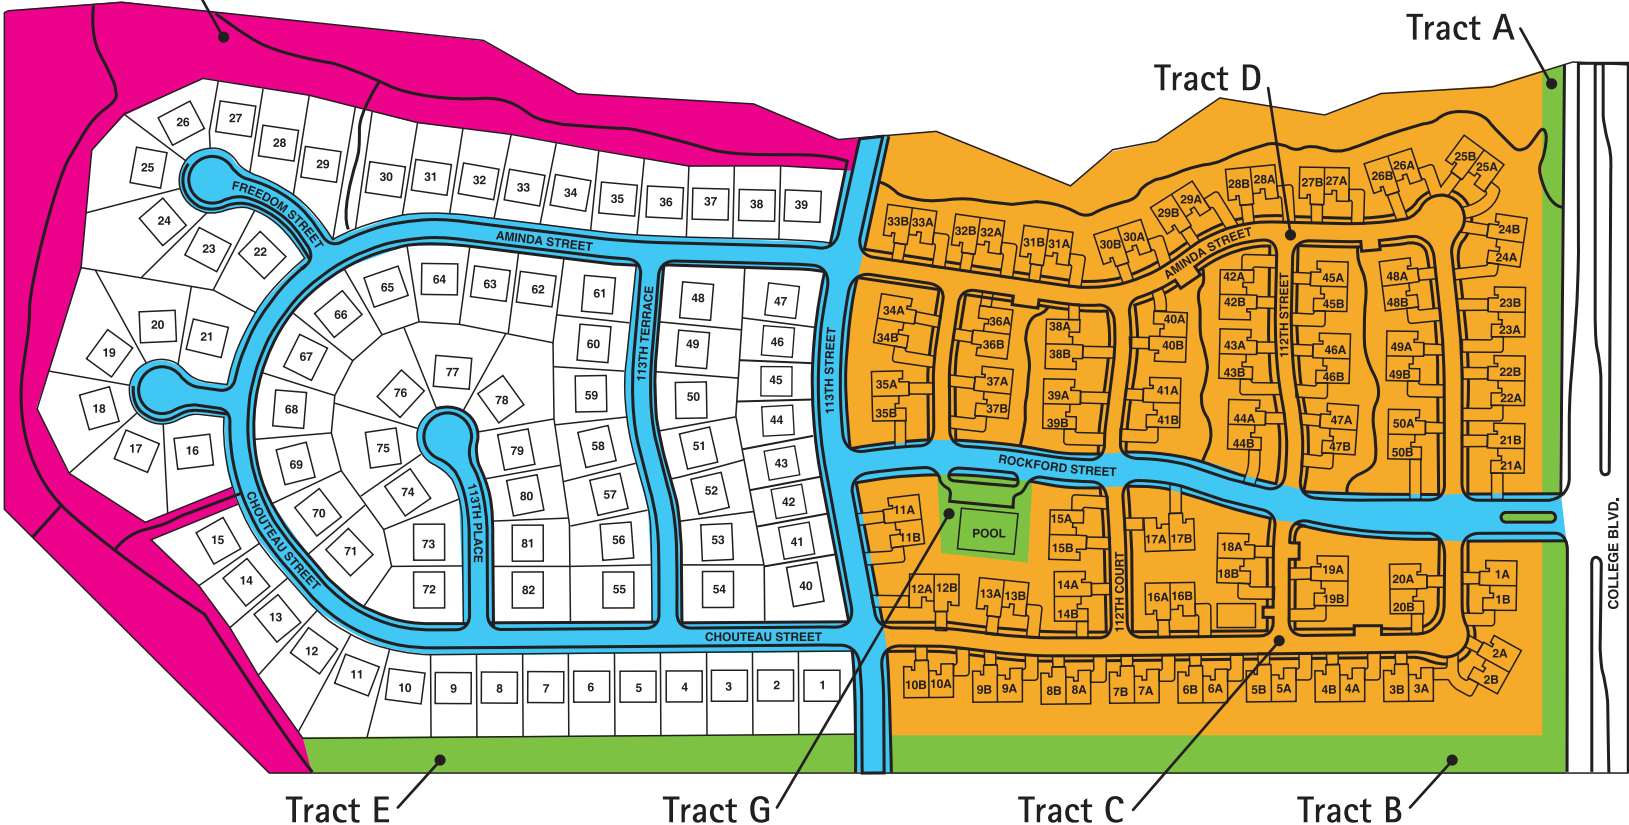 Tract A
Tract D
26
27
28
29
25
24
23
22
FREEDOM STREET
30
31
32
33
34
35
36
37
38
39
AMINDA STREET
20
21
19
18
17
16
65
64
63
62
61
66
67
68
69
70
71
60
59
58
57
56
55
77
76
78
75
74
73
72
79
80
81
82
113TH PLACE
113TH TERRACE
48
49
50
51
52
53
54
47
46
45
44
43
42
41
40
113TH STREET
CHOUTEAU STREET
15
14
13
12
11
10
9
8
7
6
5
4
3
2
1
CHOUTEAU STREET
33B 33A
32B 32A
31B 31A
30B 30A
29B 29A
28B 28A
27B 27A
26B 26A
25B 25A
24B
24A
23B
23A
22B
22A
21B
21A
AMINDA STREET
34A
34B
35A
35B
36A
36B
37A
37B
38A
38B
39A
39B
40A
40B
41A
41B
42A
42B
43A
43B
44A
44B
112TH STREET
45A
45B
46A
46B
47A
47B
48A
48B
49A
49B
50A
50B
ROCKFORD STREET
11A
11B
POOL
12A 12B
13A 13B
15A
15B
14A
14B
112TH COURT
17A 17B
16A 16B
18A
18B
19A
19B
20A
20B
1A
1B
2A
2B
10B 10A
9B 9A
8B 8A
7B 7A
6B 6A
5B 5A
4B 4A
3B 3A
COLLEGE BLVD.
Tract E
Tract G
Tract C
Tract B